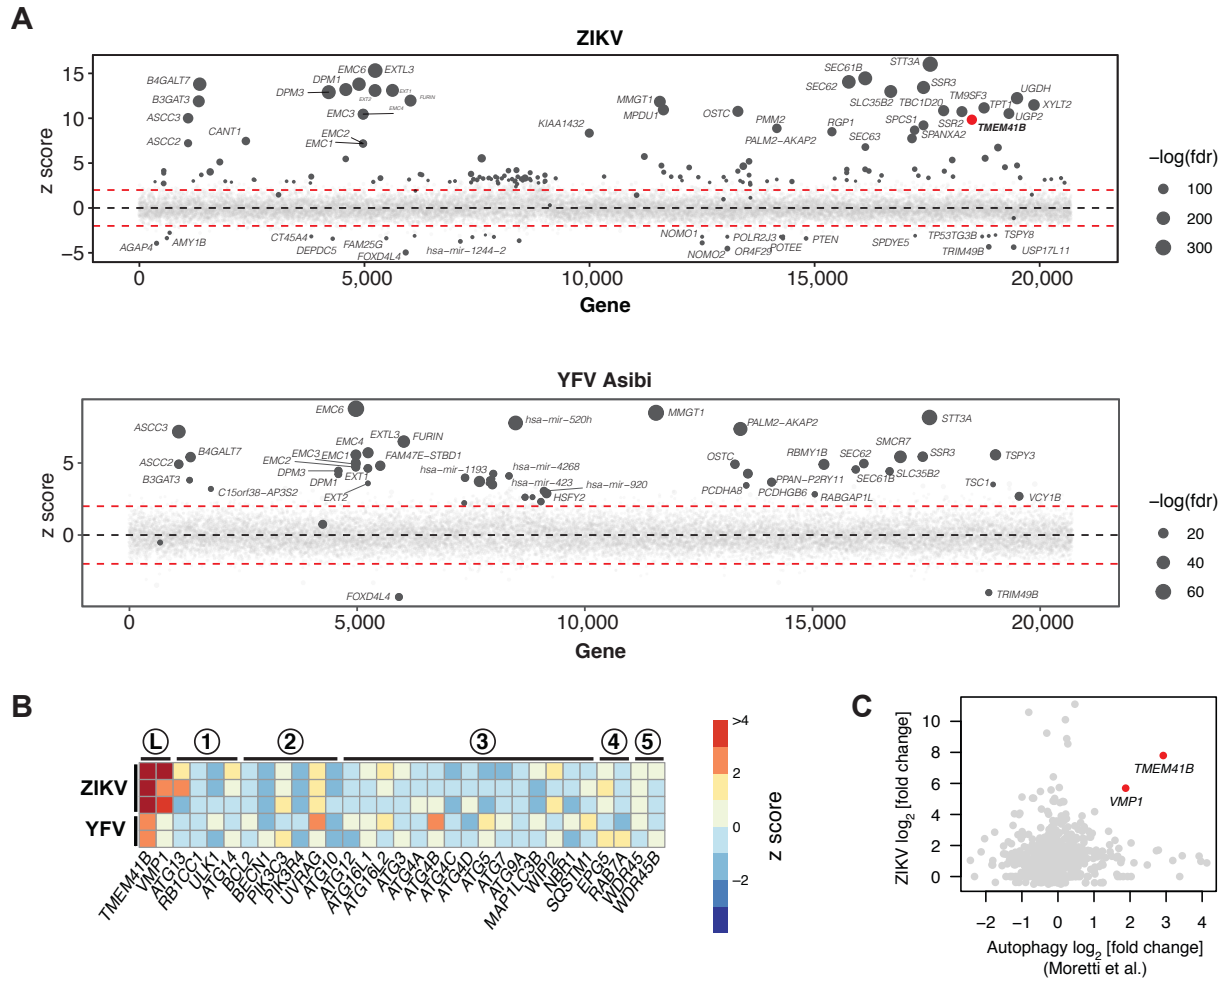 A
ZIKV
z score
15
10
5
0
−5
B4GALT7
B3GAT3
ASCC3
ASCC2
CANT1
DPM3
DPM1
EMC6
EXTL3
EXT2
EXT1
FURIN
EMC3
EMC4
EMC2
EMC1
KIAA1432
MMGT1
MPDU1
OSTC
PMM2
PALM2-AKAP2
RGP1
SEC61B
SEC62
STT3A
SSR3
SLC35B2
TBC1D20
TM9SF3
TPT1
UGDH
XYLT2
UGP2
SPCS1
SSR2
SPANXA2
SEC63
TMEM41B
AGAP4
AMY1B
CT45A4
DEPDC5
FAM25G
FOXD4L4
hsa-mir-1244-2
NOMO1
NOMO2
POLR2J3
OR4F29
POTEE
PTEN
SPDYE5
TP53TG3B
TRIM49B
TSPY8
USP17L11
0
5,000
10,000
15,000
20,000
Gene
−log(fdr)
100
200
300
YFV Asibi
z score
5
0
ASCC3
ASCC2
B4GALT7
B3GAT3
C15orf38-AP3S2
EMC6
EMC4
EXTL3
FURIN
EMC3
EMC1
EMC2
FAM47E-STBD1
DPM3
DPM1
EXT1
EXT2
hsa-mir-520h
hsa-mir-1193
hsa-mir-4268
hsa-mir-423
hsa-mir-920
HSFY2
MMGT1
PALM2-AKAP2
OSTC
PCDHA8
PCDHGB6
PPAN-P2RY11
RBMY1B
RABGAP1L
SEC62
SEC61B
SMCR7
SSR3
SLC35B2
STT3A
TSPY3
TSC1
VCY1B
FOXD4L4
TRIM49B
0
5,000
10,000
15,000
20,000
Gene
−log(fdr)
20
40
60
B
L
1
2
3
4
5
ZIKV
YFV
TMEM41B
VMP1
ATG13
RB1CC1
ULK1
ATG14
BCL2
BECN1
PIK3C3
PIK3R4
UVRAG
ATG10
ATG12
ATG16L1
ATG16L2
ATG3
ATG4A
ATG4B
ATG4C
ATG4D
ATG5
ATG7
ATG9A
MAP1LC3B
WIPI2
NBR1
SQSTM1
EPG5
RAB7A
WDR45
WDR45B
>4
2
0
−2
z score
C
ZIKV log2 [fold change]
10
8
6
4
2
0
TMEM41B
VMP1
−2
−1
0
1
2
3
4
Autophagy log2 [fold change]
(Moretti et al.)